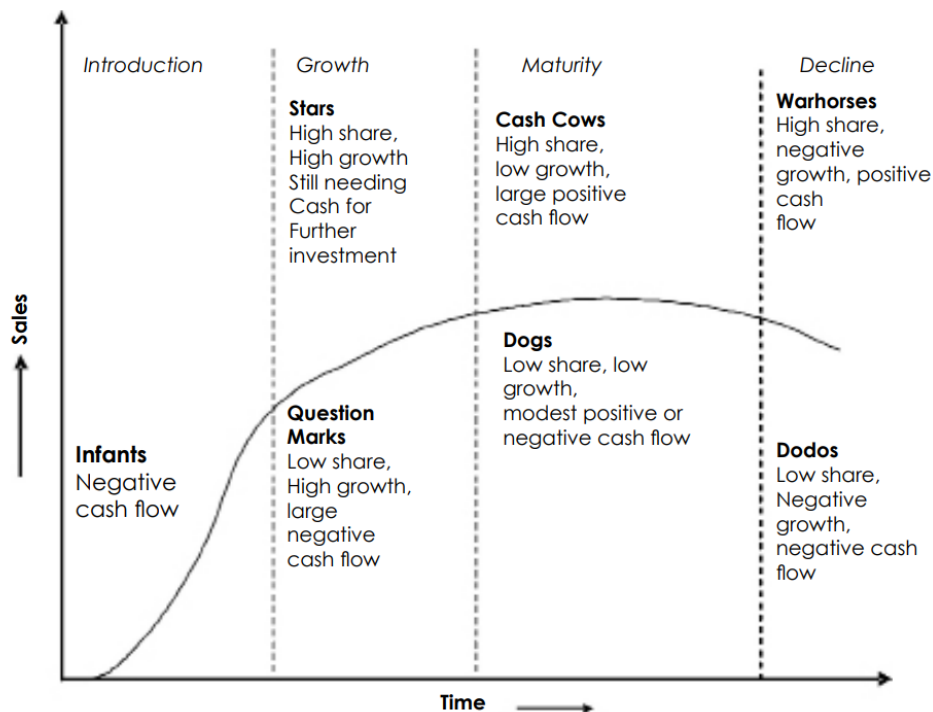 Introduction
Growth
Maturity
Decline
Stars
High share,
High growth
Still needing
Cash for
Further
investment
Cash Cows
High share,
low growth,
large positive
cash flow
Warhorses
High share,
negative
growth, positive
cash
flow
Sales
Infants
Negative
cash flow
Question
Marks
Low share,
High growth,
large
negative
cash flow
Dogs
Low share, low
growth,
modest positive or
negative cash flow
Dodos
Low share,
Negative
growth,
negative cash
flow
Time